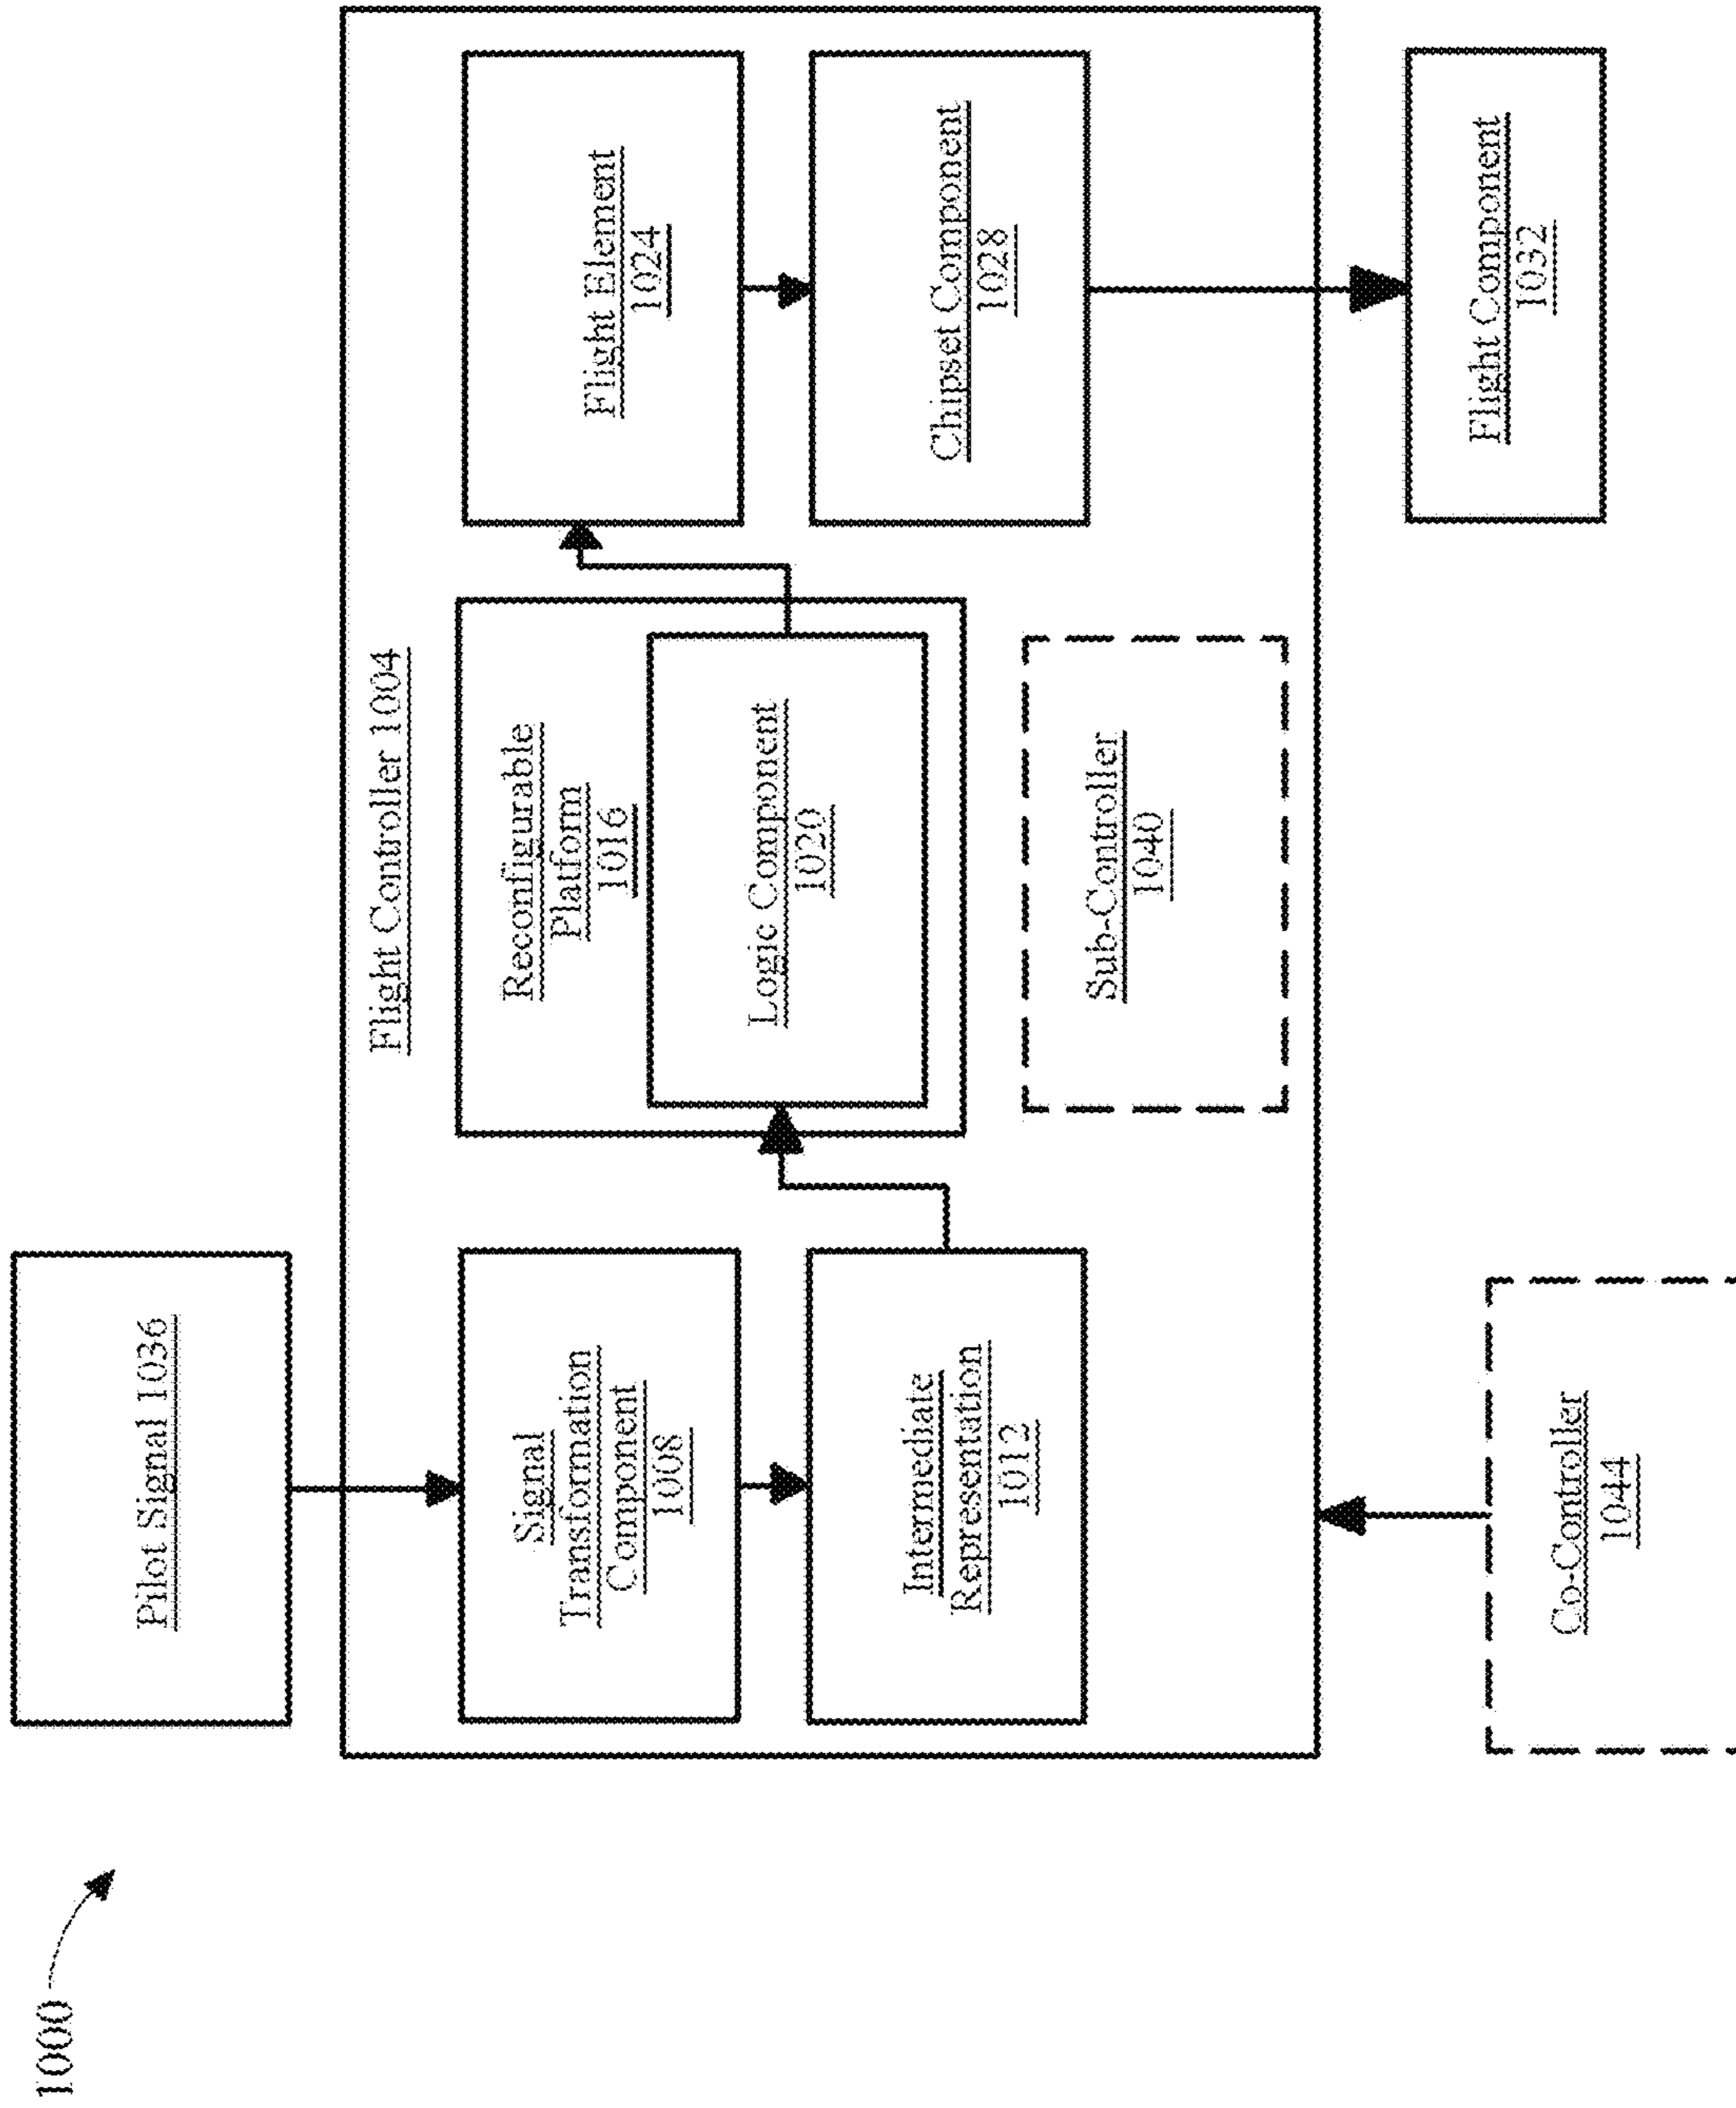 1000
Pilot Signal 1036
Flight Controller 1004
Signal
Transformation
Component
1008
Intermediate
Representation
1012
Reconfigurable
Platform
1016
Logic Component
1020
Flight Element
1024
Chipset Component
1028
Sub-Controller
1040
Co-Controller
1044
Flight Component
1032